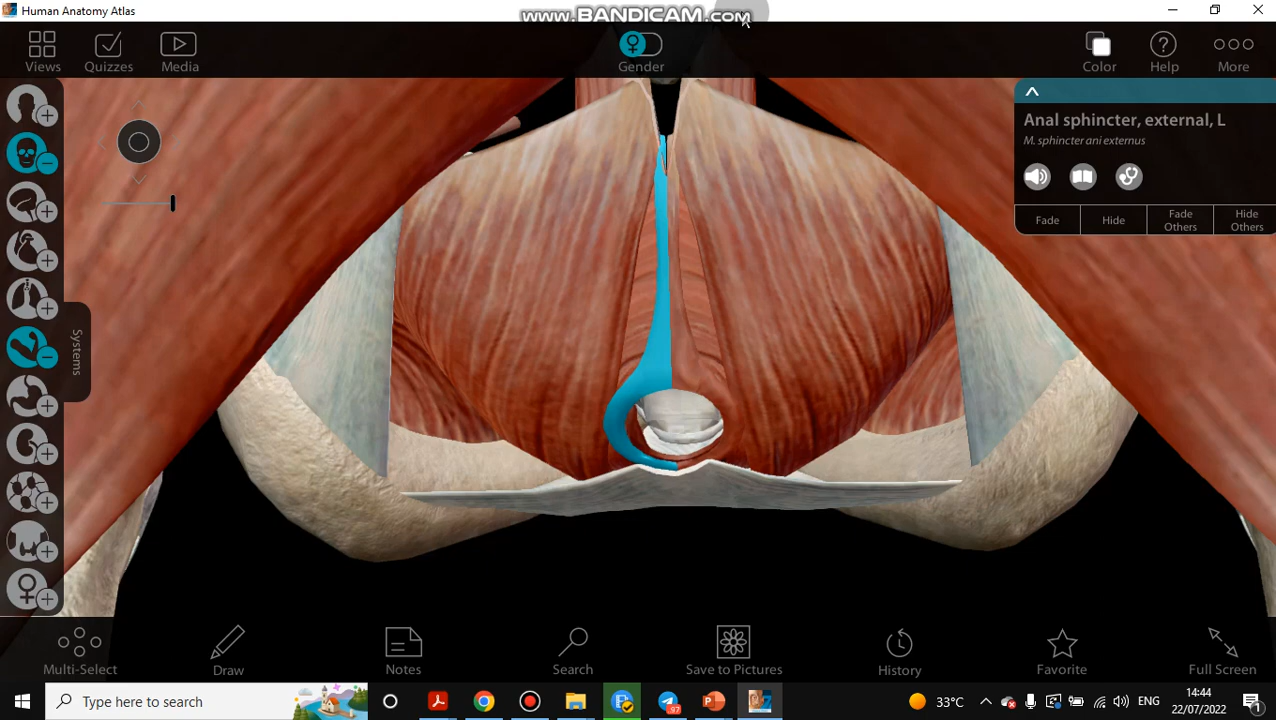 Human Anatomy Atlas
www.BANDICAM.com
Views
Quizzes
Media
Gender
Color
Help
More
Anal sphincter, external, L
M. sphincter ani externus
Fade
Hide
Fade
Others
Hide
Others
Systems
Multi-Select
Draw
Notes
Search
Save to Pictures
History
Favorite
Full Screen
Type here to search
97
33°C
ENG
14:44
22/07/2022
1